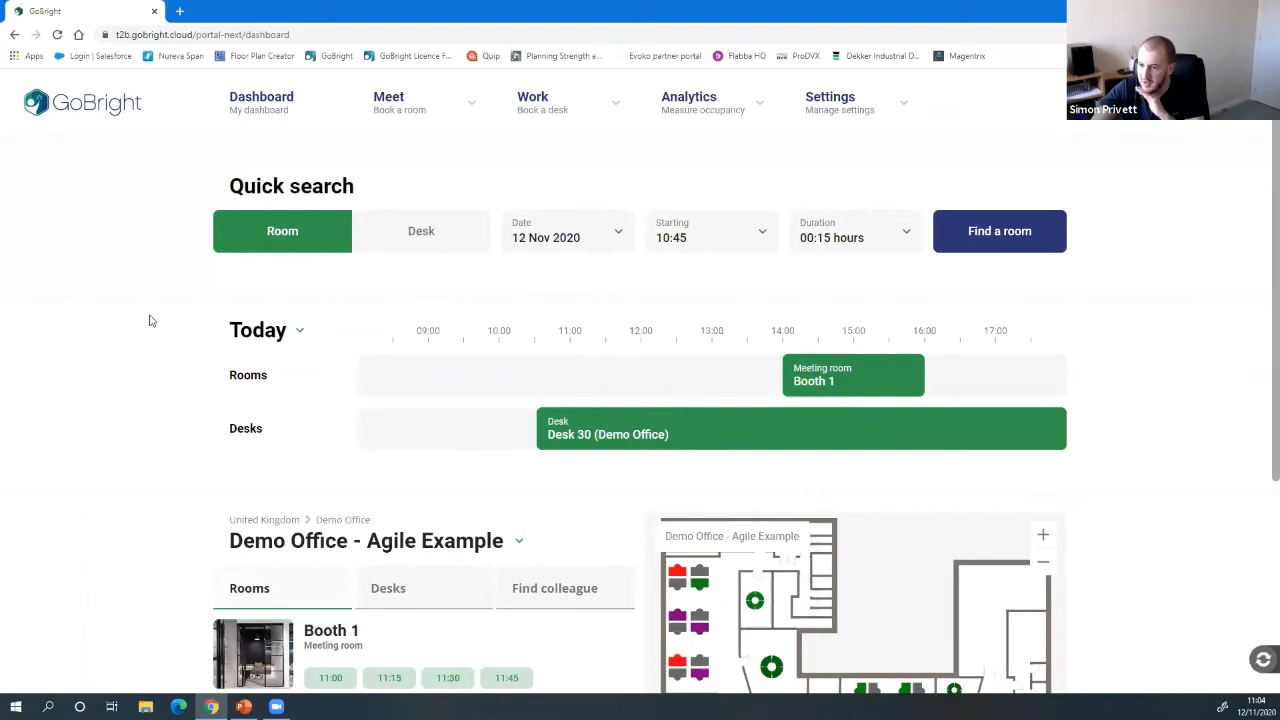 GoBright
t2b.gobright.cloud/portal-next/dashboard
Apps
Login | Salesforce
Nureva Span
Floor Plan Creator
GoBright
GoBright Licence F...
Quip
Planning Strength a...
Evoko partner portal
Flabba HQ
ProDVX
Dekker Industrial D...
Magentrix
Simon Privett
GoBright
Dashboard
My dashboard
Meet
Book a room
Work
Book a desk
Analytics
Measure occupancy
Settings
Manage settings
Quick search
Room
Desk
Date
12 Nov 2020
Starting
10:45
Duration
00:15 hours
Find a room
Today
09:00 10:00 11:00 12:00 13:00 14:00 15:00 16:00 17:00
Rooms
Meeting room
Booth 1
Desks
Desk
Desk 30 (Demo Office)
United Kingdom > Demo Office
Demo Office - Agile Example
Rooms
Desks
Find colleague
Booth 1
Meeting room
11:00 11:15 11:30 11:45
Demo Office - Agile Example
11:04
12/11/2020